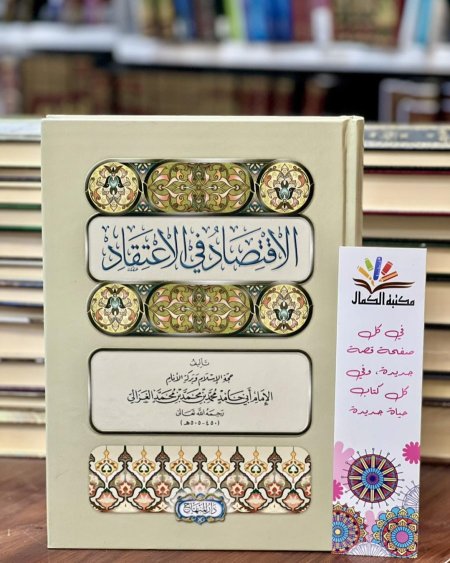 الاقتصاد في الاعتقاد
تأليف
حجة الإسلام وبركة الأنام
الإمام أبي حامد محمد بن محمد بن محمد الغزالي
رحمه الله تعالى
(٤٥٠-٥٠٥هـ)
دار المنهاج
مكتبة الكمال
في كل
صفحة قصة
جديدة، وفي
كل كتاب
حياة جديدة